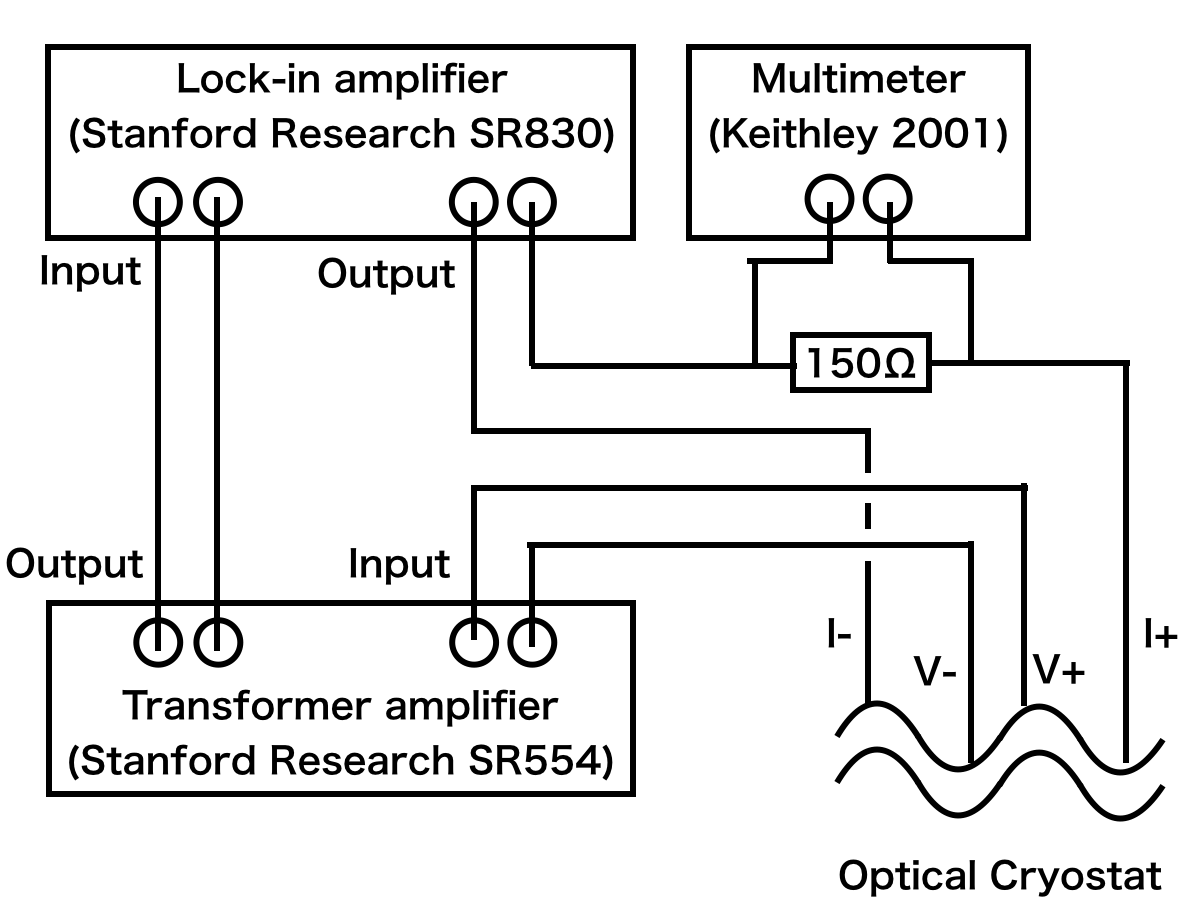 Lock-in amplifier
(Stanford Research SR830)
Multimeter
(Keithley 2001)
Input
Output
150Ω
Output
Input
I-
V-
V+
I+
Transformer amplifier
(Stanford Research SR554)
Optical Cryostat